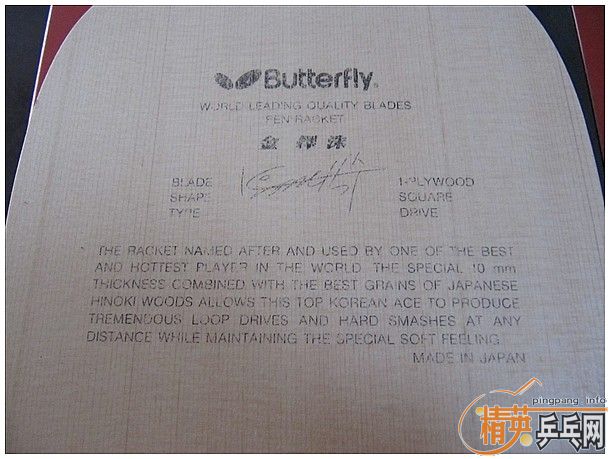 Butterfly
WORLD LEADING QUALITY BLADES
PEN RACKET
金擇洙
BLADE 1-PLYWOOD
SHAPE SQUARE
TYPE DRIVE
THE RACKET NAMED AFTER AND USED BY ONE OF THE BEST
AND HOTTEST PLAYER IN THE WORLD. THE SPECIAL 10 mm
THICKNESS COMBINED WITH THE BEST GRAINS OF JAPANESE
HINOKI WOODS ALLOWS THIS TOP KOREAN ACE TO PRODUCE
TREMENDOUS LOOP DRIVES AND HARD SMASHES AT ANY
DISTANCE WHILE MAINTAINING THE SPECIAL SOFT FEELING.
MADE IN JAPAN
pingpang info
精英乒乓网